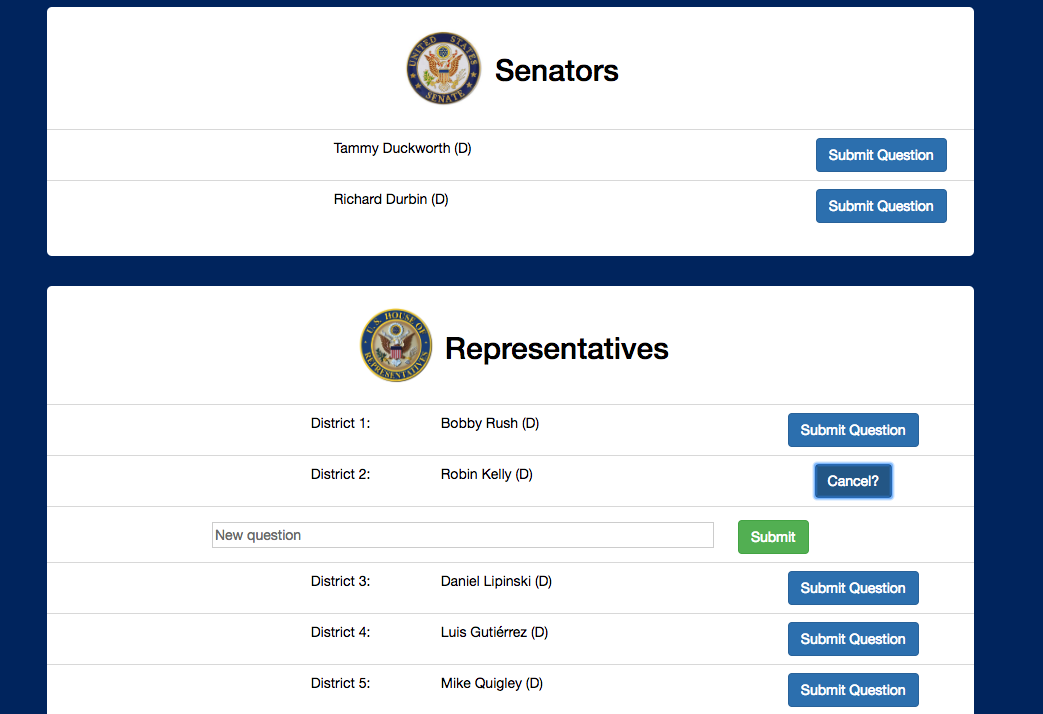 UNITED STATES SENATE
Senators
Tammy Duckworth (D) Submit Question
Richard Durbin (D) Submit Question
U.S. HOUSE OF REPRESENTATIVES
Representatives
District 1: Bobby Rush (D) Submit Question
District 2: Robin Kelly (D) Cancel?
New question Submit
District 3: Daniel Lipinski (D) Submit Question
District 4: Luis Gutiérrez (D) Submit Question
District 5: Mike Quigley (D) Submit Question